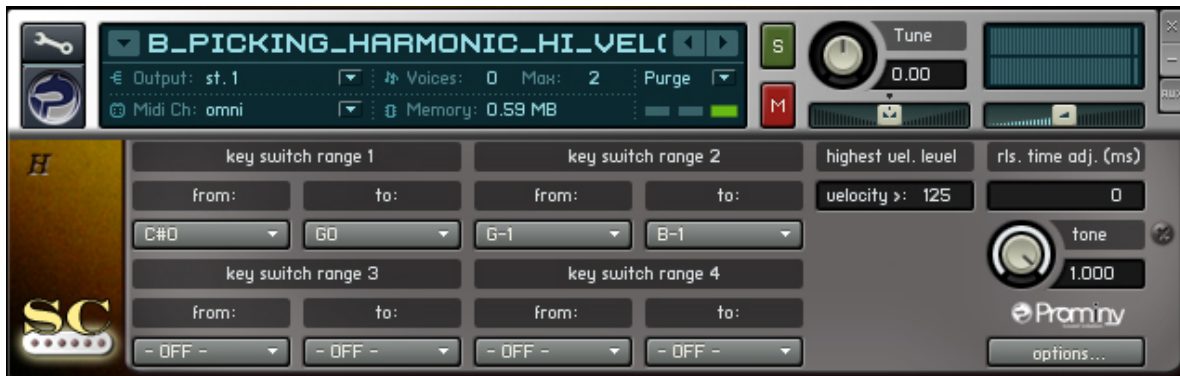 B_PICKING_HARMONIC_HI_VEL(
S
Tune
Output: st. 1
Voices: 0 Max: 2
Purge
0.00
Midi Ch: omni
Memory: 0.59 MB
M
AUX
H
key switch range 1
key switch range 2
highest vel. level
rls. time adj. (ms)
from:
to:
from:
to:
velocity >: 125
0
C#0
G0
G-1
B-1
tone
key switch range 3
key switch range 4
1.000
SC
from:
to:
from:
to:
Prominy
- OFF -
- OFF -
- OFF -
- OFF -
options...